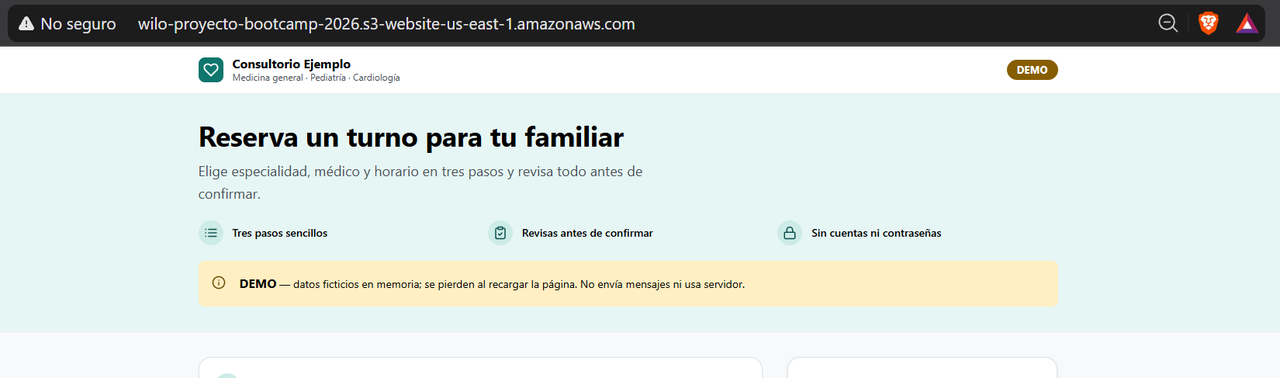 No seguro wilo-proyecto-bootcamp-2026.s3-website-us-east-1.amazonaws.com
Consultorio Ejemplo
Medicina general · Pediatría · Cardiología
DEMO
Reserva un turno para tu familiar
Elige especialidad, médico y horario en tres pasos y revisa todo antes de
confirmar.
Tres pasos sencillos
Revisas antes de confirmar
Sin cuentas ni contraseñas
DEMO — datos ficticios en memoria; se pierden al recargar la página. No envía mensajes ni usa servidor.